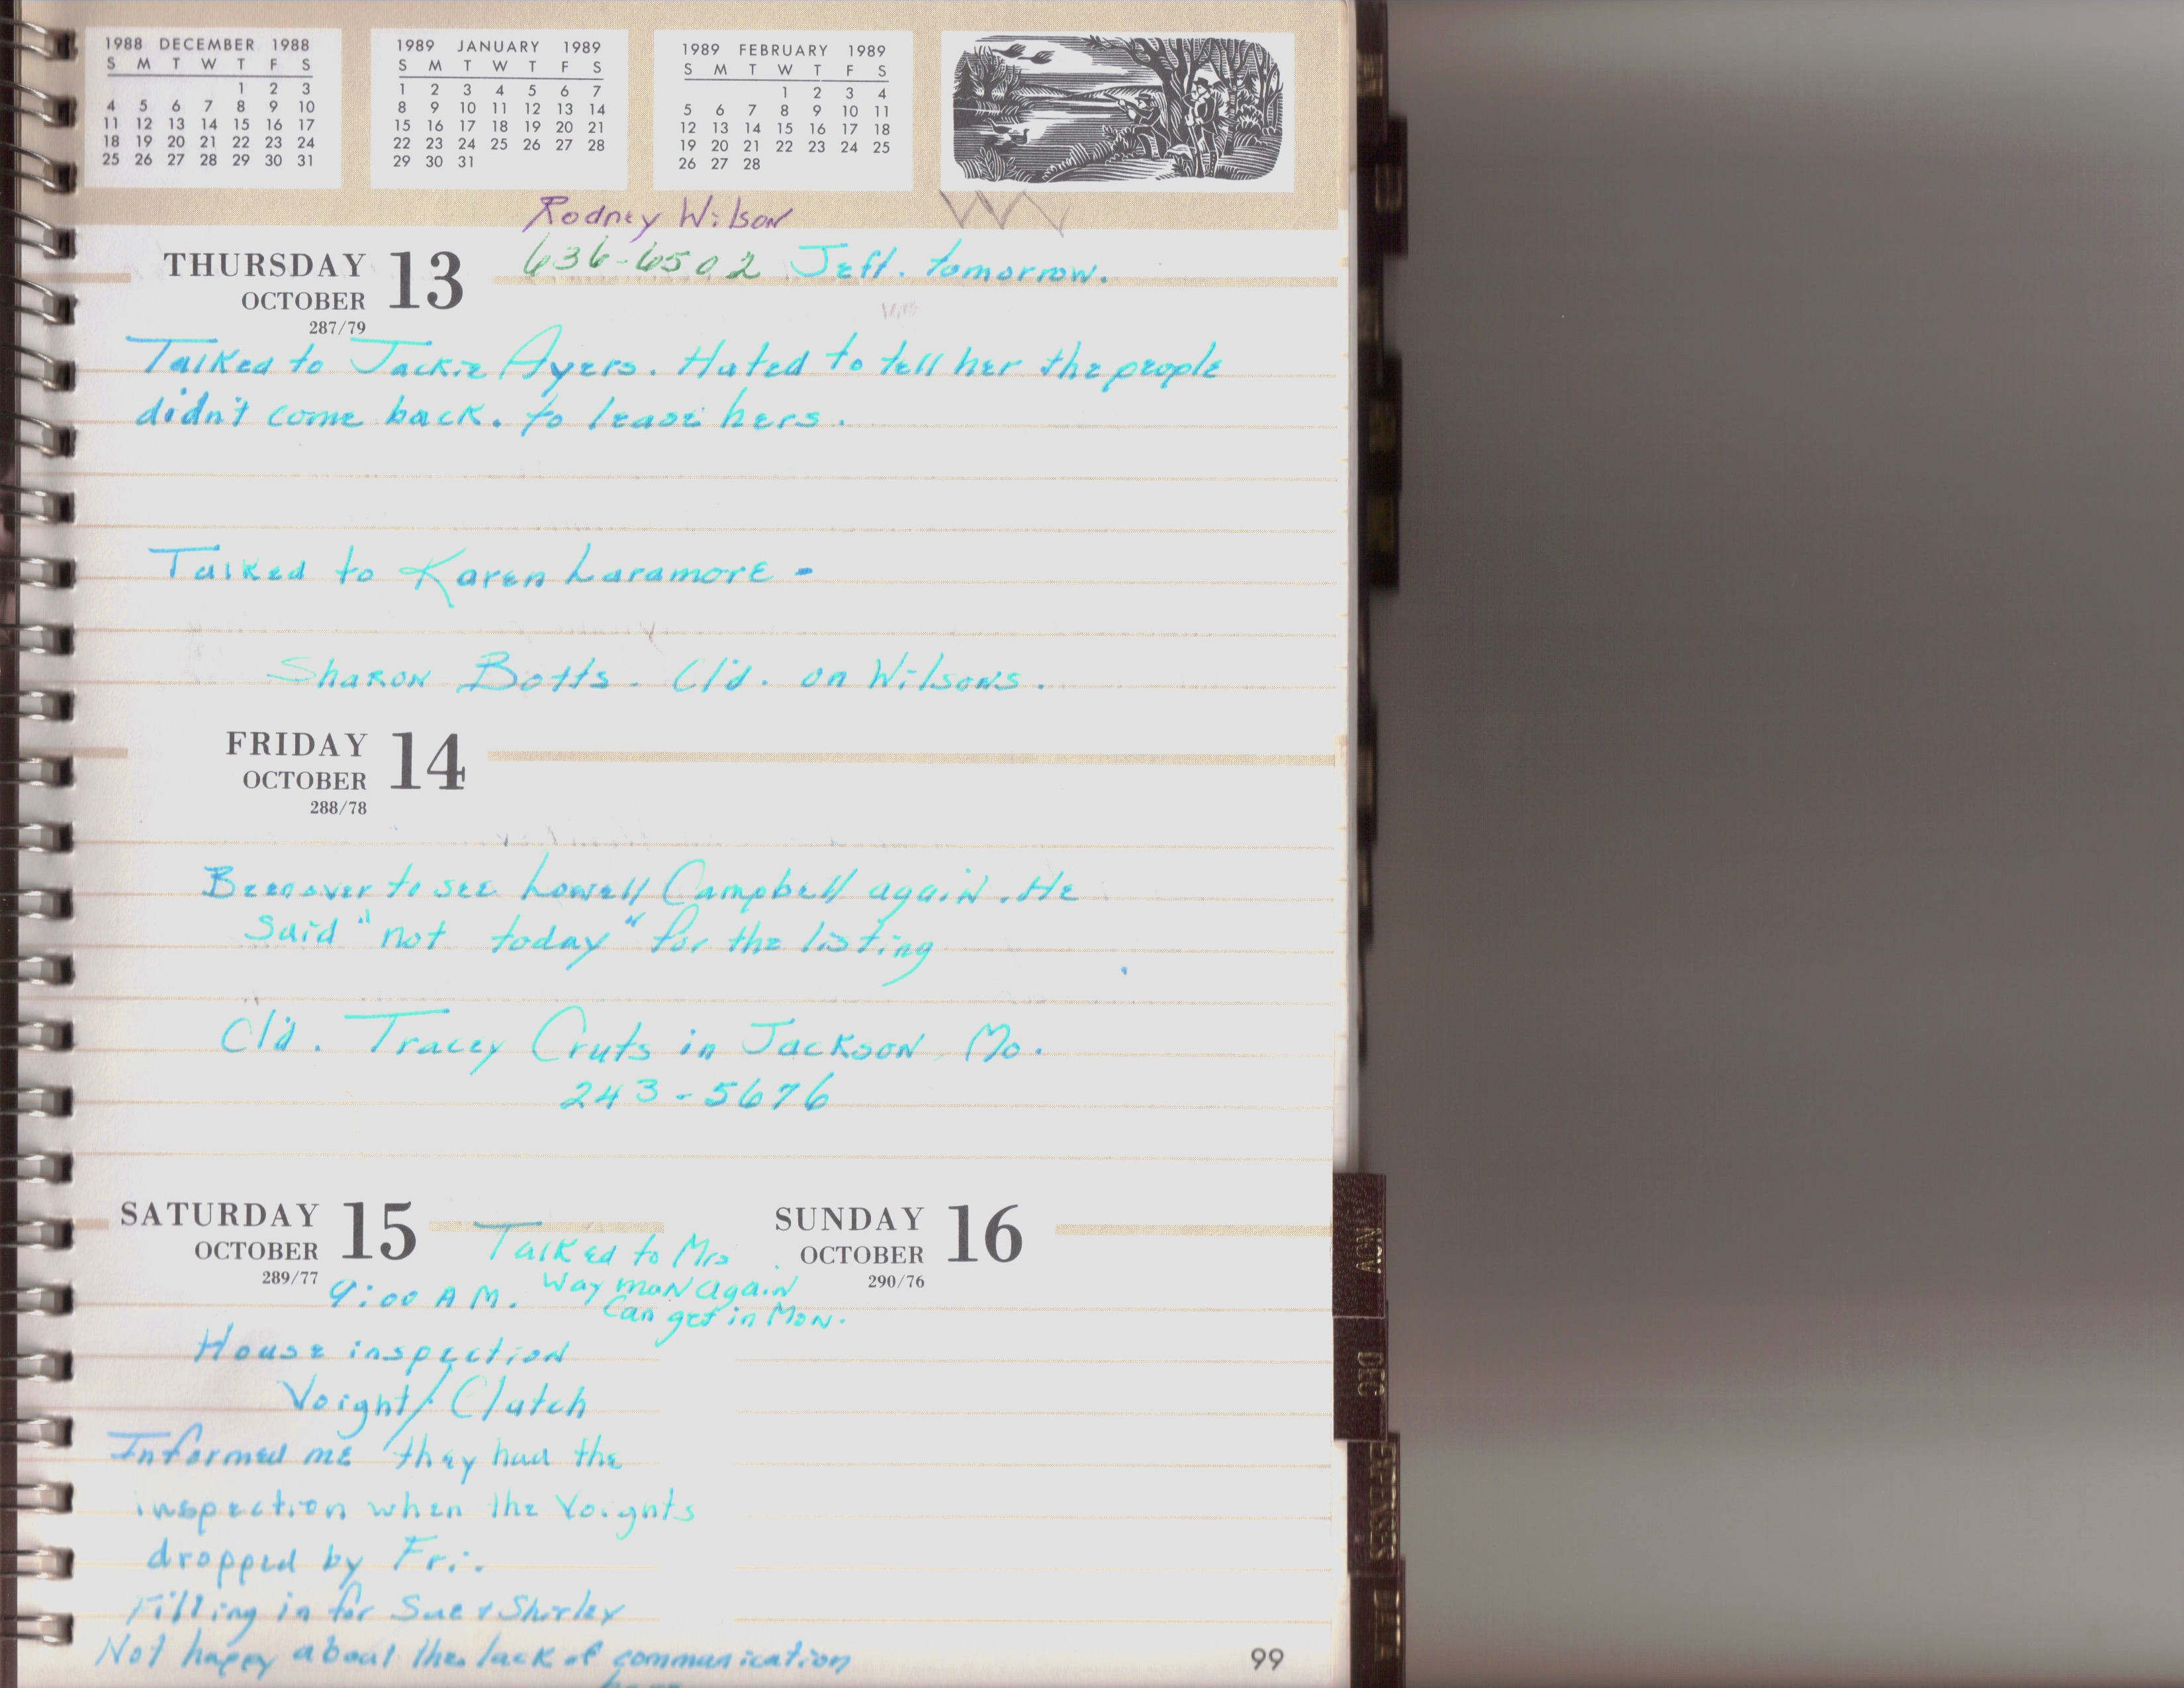 1988 DECEMBER 1988
S M T W T F S
1 2 3
4 5 6 7 8 9 10
11 12 13 14 15 16 17
18 19 20 21 22 23 24
25 26 27 28 29 30 31
1989 JANUARY 1989
S M T W T F S
1 2 3 4 5 6 7
8 9 10 11 12 13 14
15 16 17 18 19 20 21
22 23 24 25 26 27 28
29 30 31
1989 FEBRUARY 1989
S M T W T F S
1 2 3 4
5 6 7 8 9 10 11
12 13 14 15 16 17 18
19 20 21 22 23 24 25
26 27 28
Rodney Wilson
636-6502 Jeff. tomorrow.
THURSDAY 13
OCTOBER
287/79
Talked to Jackie Ayers. Hated to tell her the people
didn't come back. to lease hers.
Talked to Karen Laramore -
Sharon Botts. Cl'd. on Wilsons.
FRIDAY 14
OCTOBER
288/78
Been over to see Lowell Campbell again. He
said "not today" for the listing
Cl'd. Tracey Cruts in Jackson, Mo.
243-5676
SATURDAY 15
OCTOBER
289/77
Talked to Mrs
Waymon again
Can get in Mon.
9:00 AM.
House inspection
Voight/Clutch
Informed me they had the
inspection when the Voights
dropped by Fri.
Filling in for Sue & Shirley
Not happy about the lack of communication
SUNDAY 16
OCTOBER
290/76
99
NOV
DEC
EXPENSES